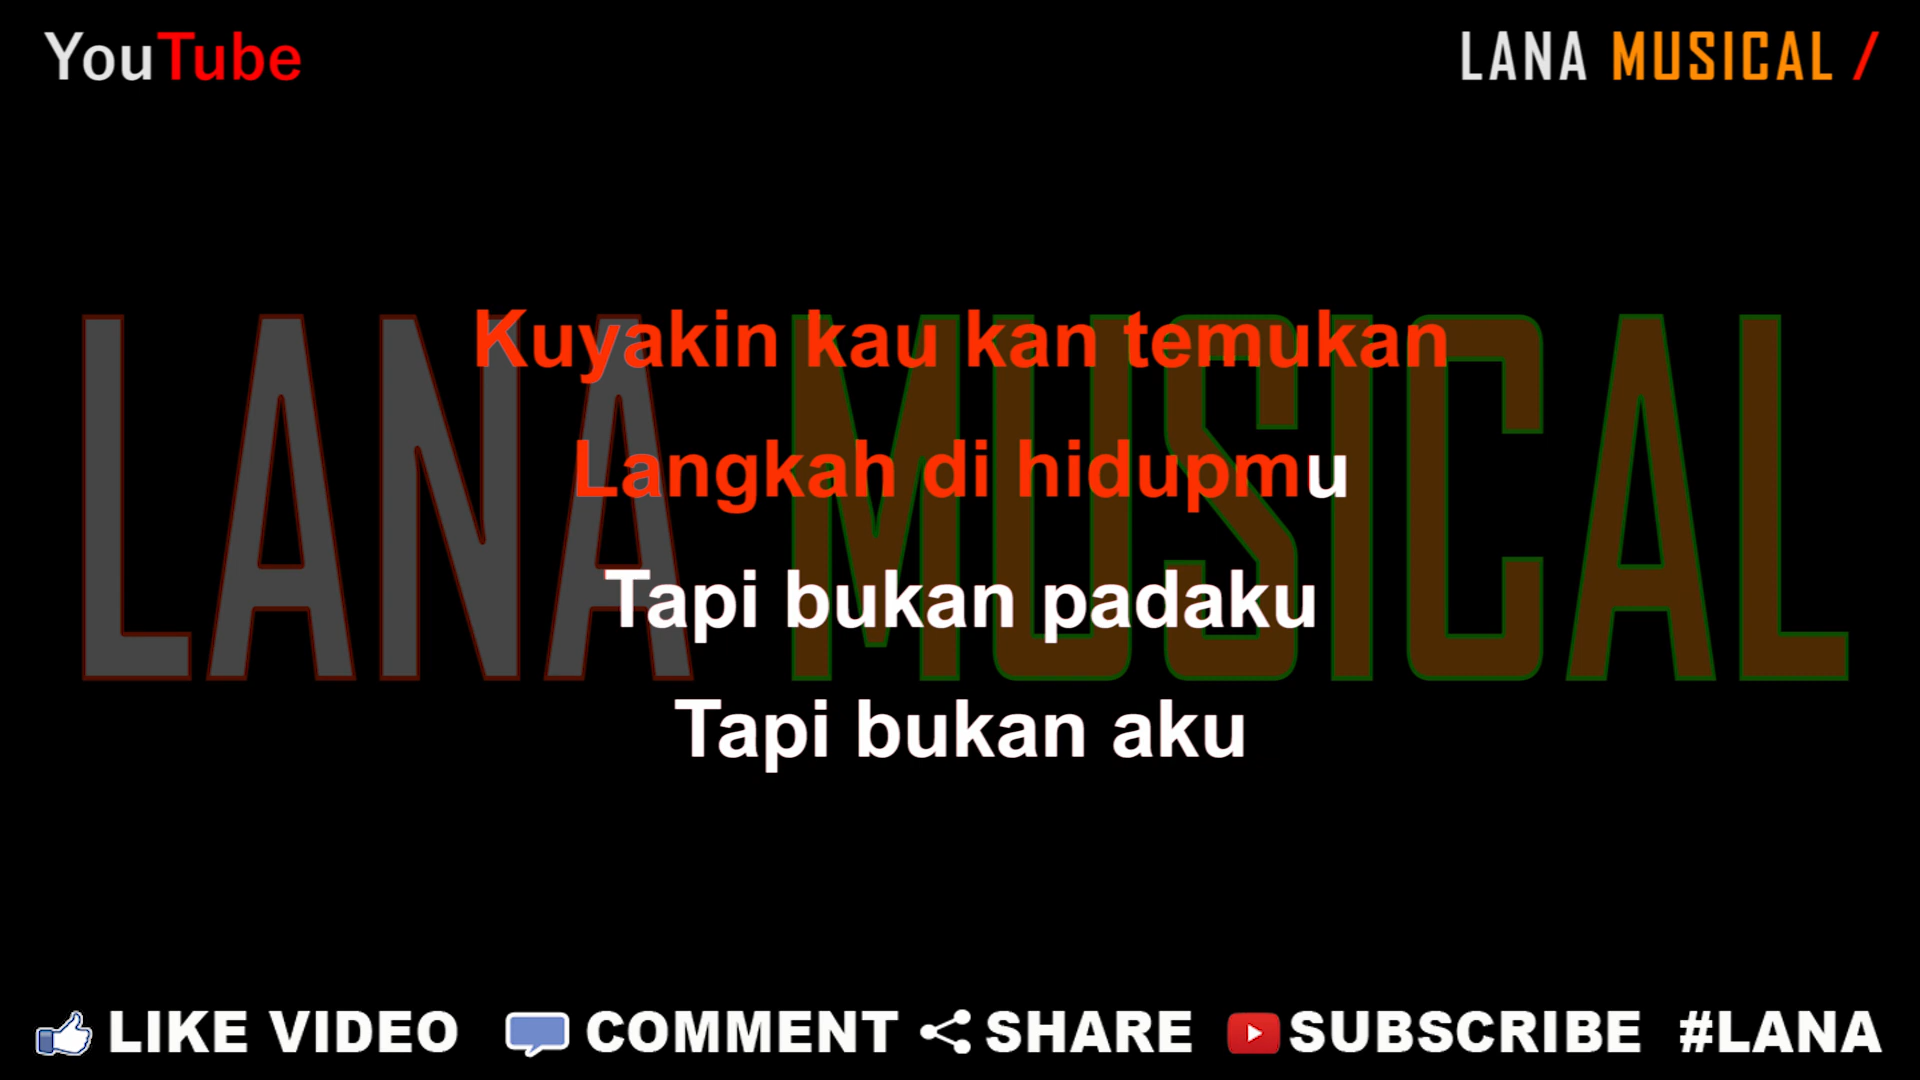 YouTube
LANA MUSICAL /
LANA MUSICAL
Kuyakin kau kan temukan
Langkah di hidupmu
Tapi bukan padaku
Tapi bukan aku
LIKE VIDEO COMMENT SHARE SUBSCRIBE #LANA